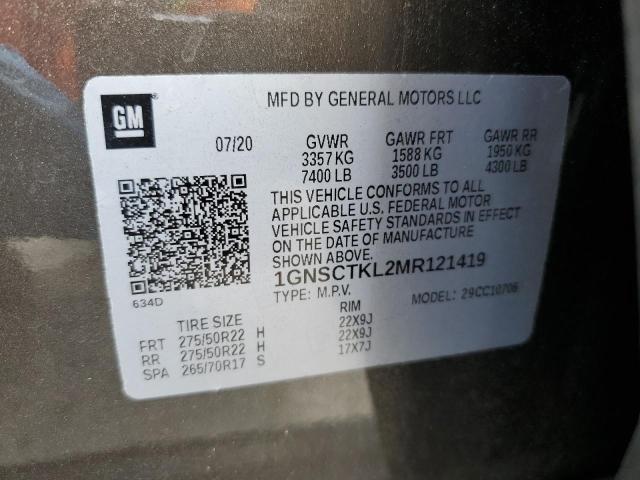 GM
MFD BY GENERAL MOTORS LLC
07/20 GVWR GAWR FRT GAWR RR
3357 KG 1588 KG 1950 KG
7400 LB 3500 LB 4300 LB
THIS VEHICLE CONFORMS TO ALL
APPLICABLE U.S. FEDERAL MOTOR
VEHICLE SAFETY STANDARDS IN EFFECT
ON THE DATE OF MANUFACTURE
SHOWN ABOVE.
1GNSCTKL2MR121419
634D
TYPE: M.P.V. MODEL: 29CC10706
TIRE SIZE RIM
FRT 275/50R22 H 22X9J
RR 275/50R22 H 22X9J
SPA 265/70R17 S 17X7J